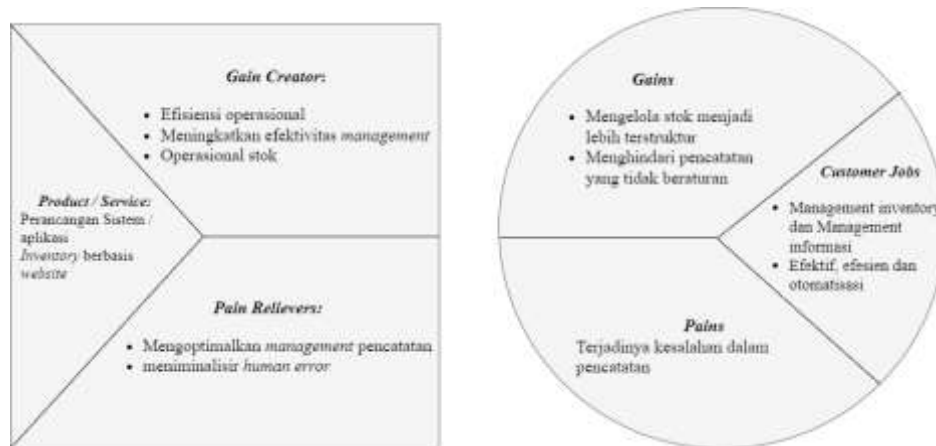 Gain Creator:
• Efisiensi operasional
• Meningkatkan efektivitas management
• Operasional stok
Product / Service:
Perancangan Sistem /
aplikasi
Inventory berbasis
website
Pain Relievers:
• Mengoptimalkan management pencatatan
• meniminalisir human error
Gains
• Mengelola stok menjadi
lebih terstruktur
• Menghindari pencatatan
yang tidak beraturan
Customer Jobs
• Management inventory
dan Management
informasi
• Efektif, efesien dan
otomatisasi
Pains
Terjadinya kesalahan dalam
pencatatan